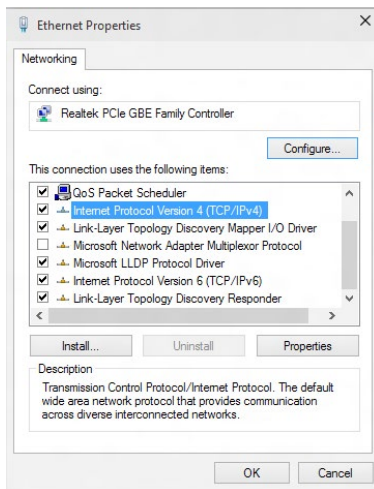 Ethernet Properties
Networking
Connect using:
Realtek PCIe GBE Family Controller
Configure...
This connection uses the following items:
QoS Packet Scheduler
Internet Protocol Version 4 (TCP/IPv4)
Link-Layer Topology Discovery Mapper I/O Driver
Microsoft Network Adapter Multiplexor Protocol
Microsoft LLDP Protocol Driver
Internet Protocol Version 6 (TCP/IPv6)
Link-Layer Topology Discovery Responder
Install...
Uninstall
Properties
Description
Transmission Control Protocol/Internet Protocol. The default
wide area network protocol that provides communication
across diverse interconnected networks.
OK
Cancel